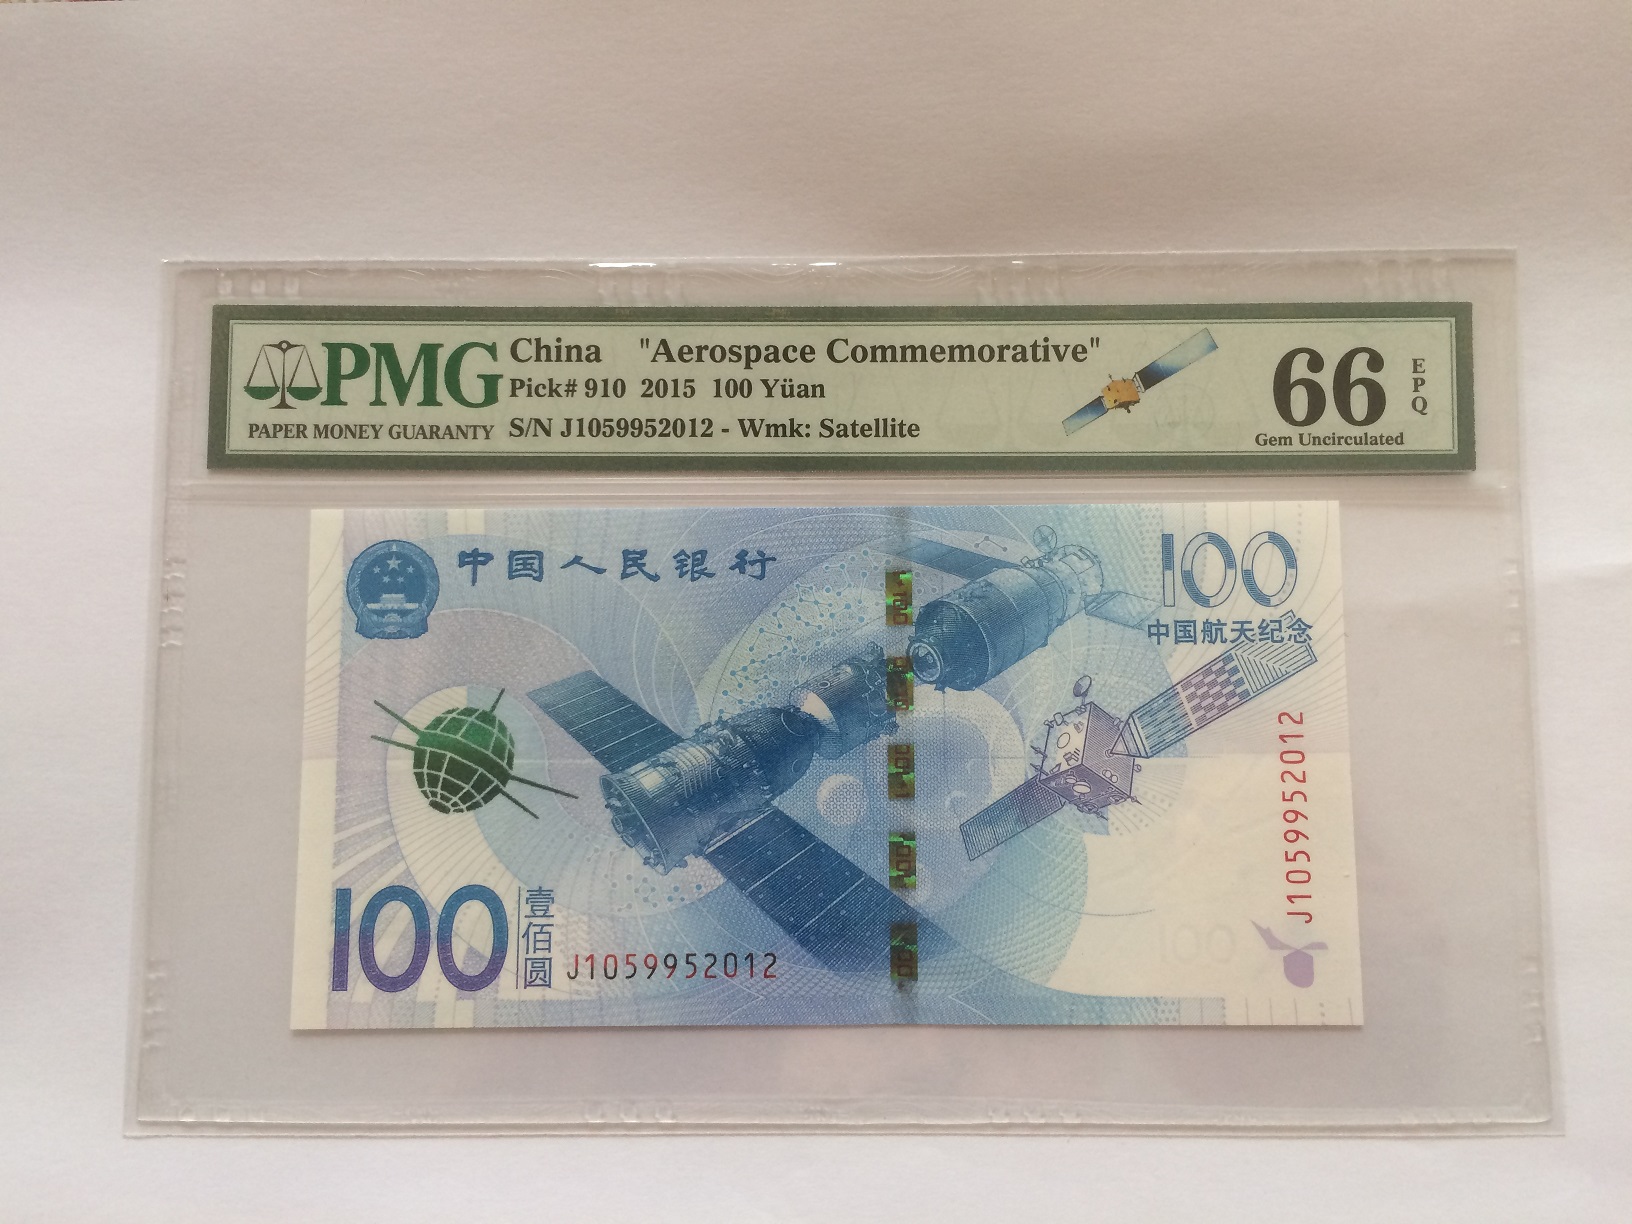 PMG
PAPER MONEY GUARANTY
China "Aerospace Commemorative"
Pick# 910 2015 100 Yüan
S/N J1059952012 - Wmk: Satellite
66
EPQ
Gem Uncirculated
中国人民银行
100
中国航天纪念
J1059952012
100
壹佰圆
J1059952012
100